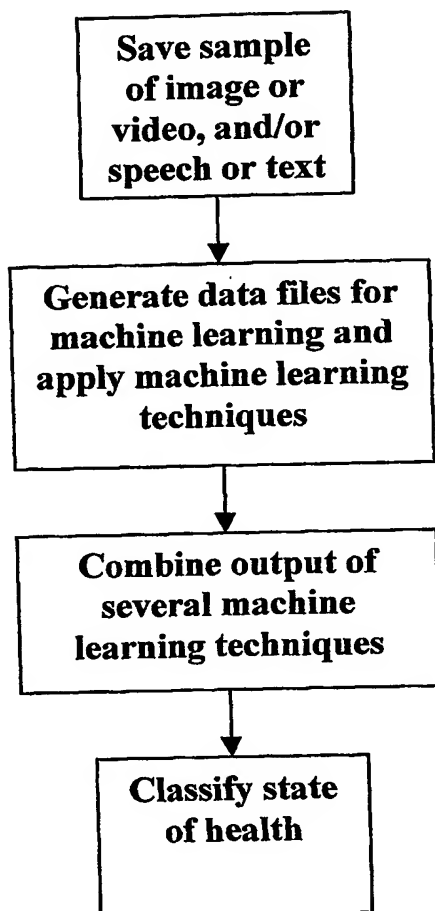 Save sample
of image or
video, and/or
speech or text
Generate data files for
machine learning and
apply machine learning
techniques
Combine output of
several machine
learning techniques
Classify state
of health